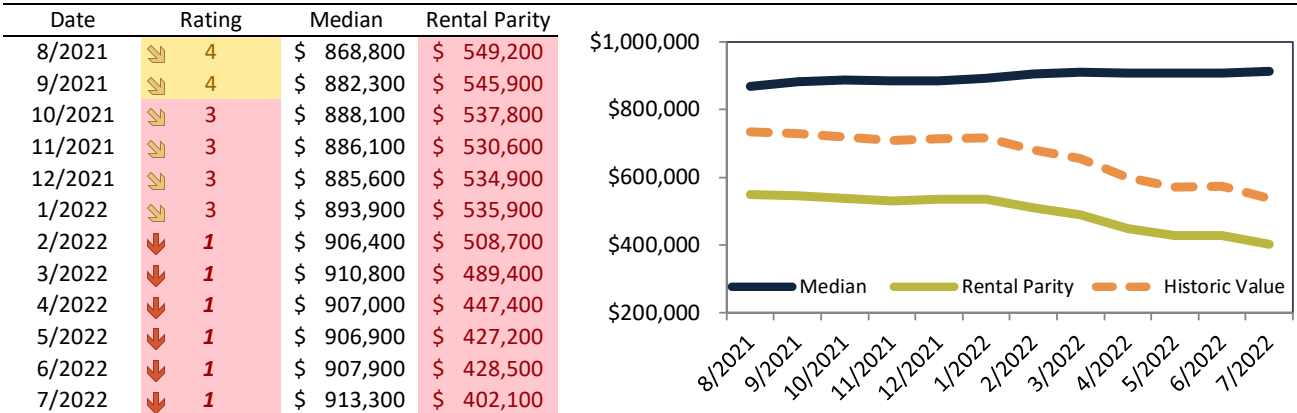 Date Rating Median Rental Parity
8/2021 4 $ 868,800 $ 549,200
9/2021 4 $ 882,300 $ 545,900
10/2021 3 $ 888,100 $ 537,800
11/2021 3 $ 886,100 $ 530,600
12/2021 3 $ 885,600 $ 534,900
1/2022 3 $ 893,900 $ 535,900
2/2022 1 $ 906,400 $ 508,700
3/2022 1 $ 910,800 $ 489,400
4/2022 1 $ 907,000 $ 447,400
5/2022 1 $ 906,900 $ 427,200
6/2022 1 $ 907,900 $ 428,500
7/2022 1 $ 913,300 $ 402,100
$1,000,000
$800,000
$600,000
$400,000
$200,000
Median Rental Parity Historic Value
8/2021 9/2021 10/2021 11/2021 12/2021 1/2022 2/2022 3/2022 4/2022 5/2022 6/2022 7/2022